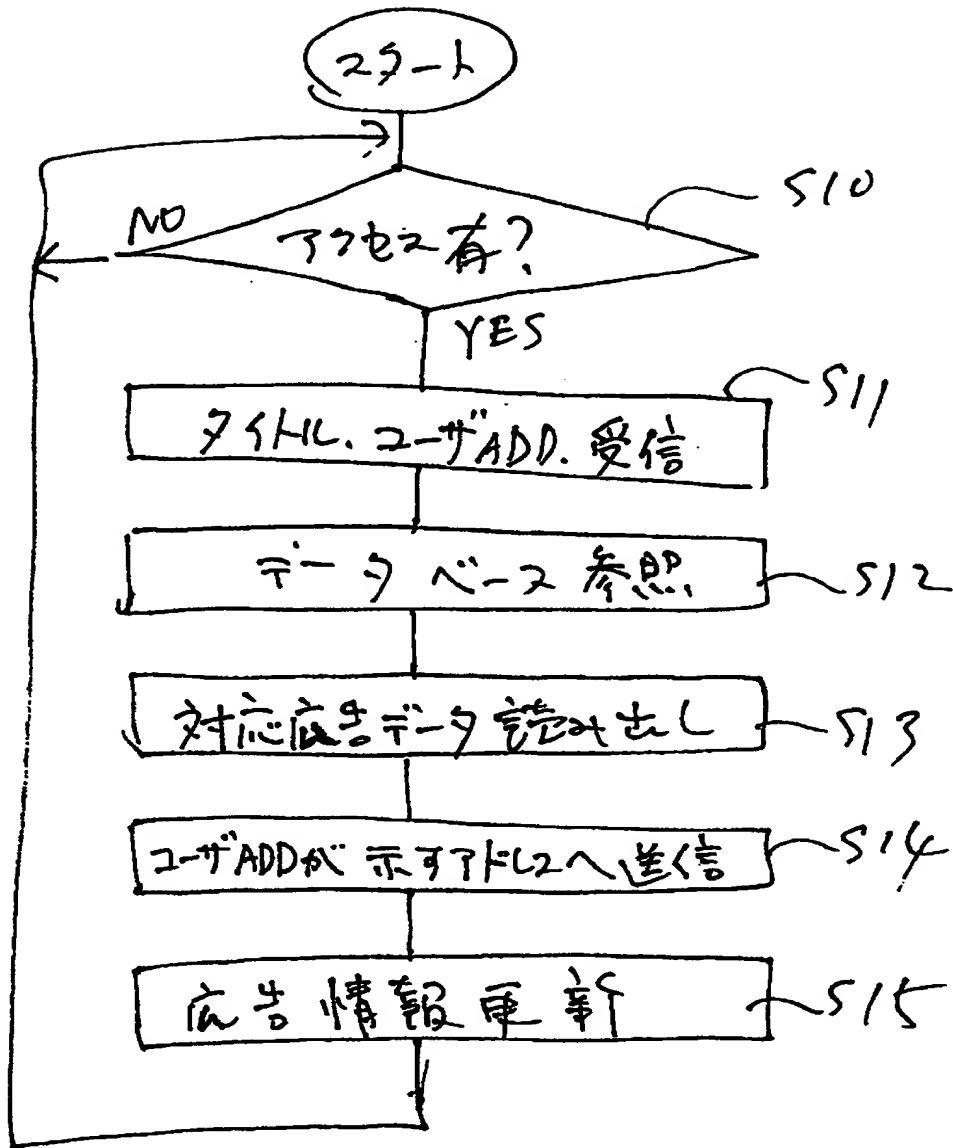 スタート
S10
NO
アクセス有?
YES
S11
タイトル、ユーザADD.受信
データベース参照
S12
対応広告データ読み出し
S13
ユーザADDが示すアドレスへ送信
S14
広告情報更新
S15